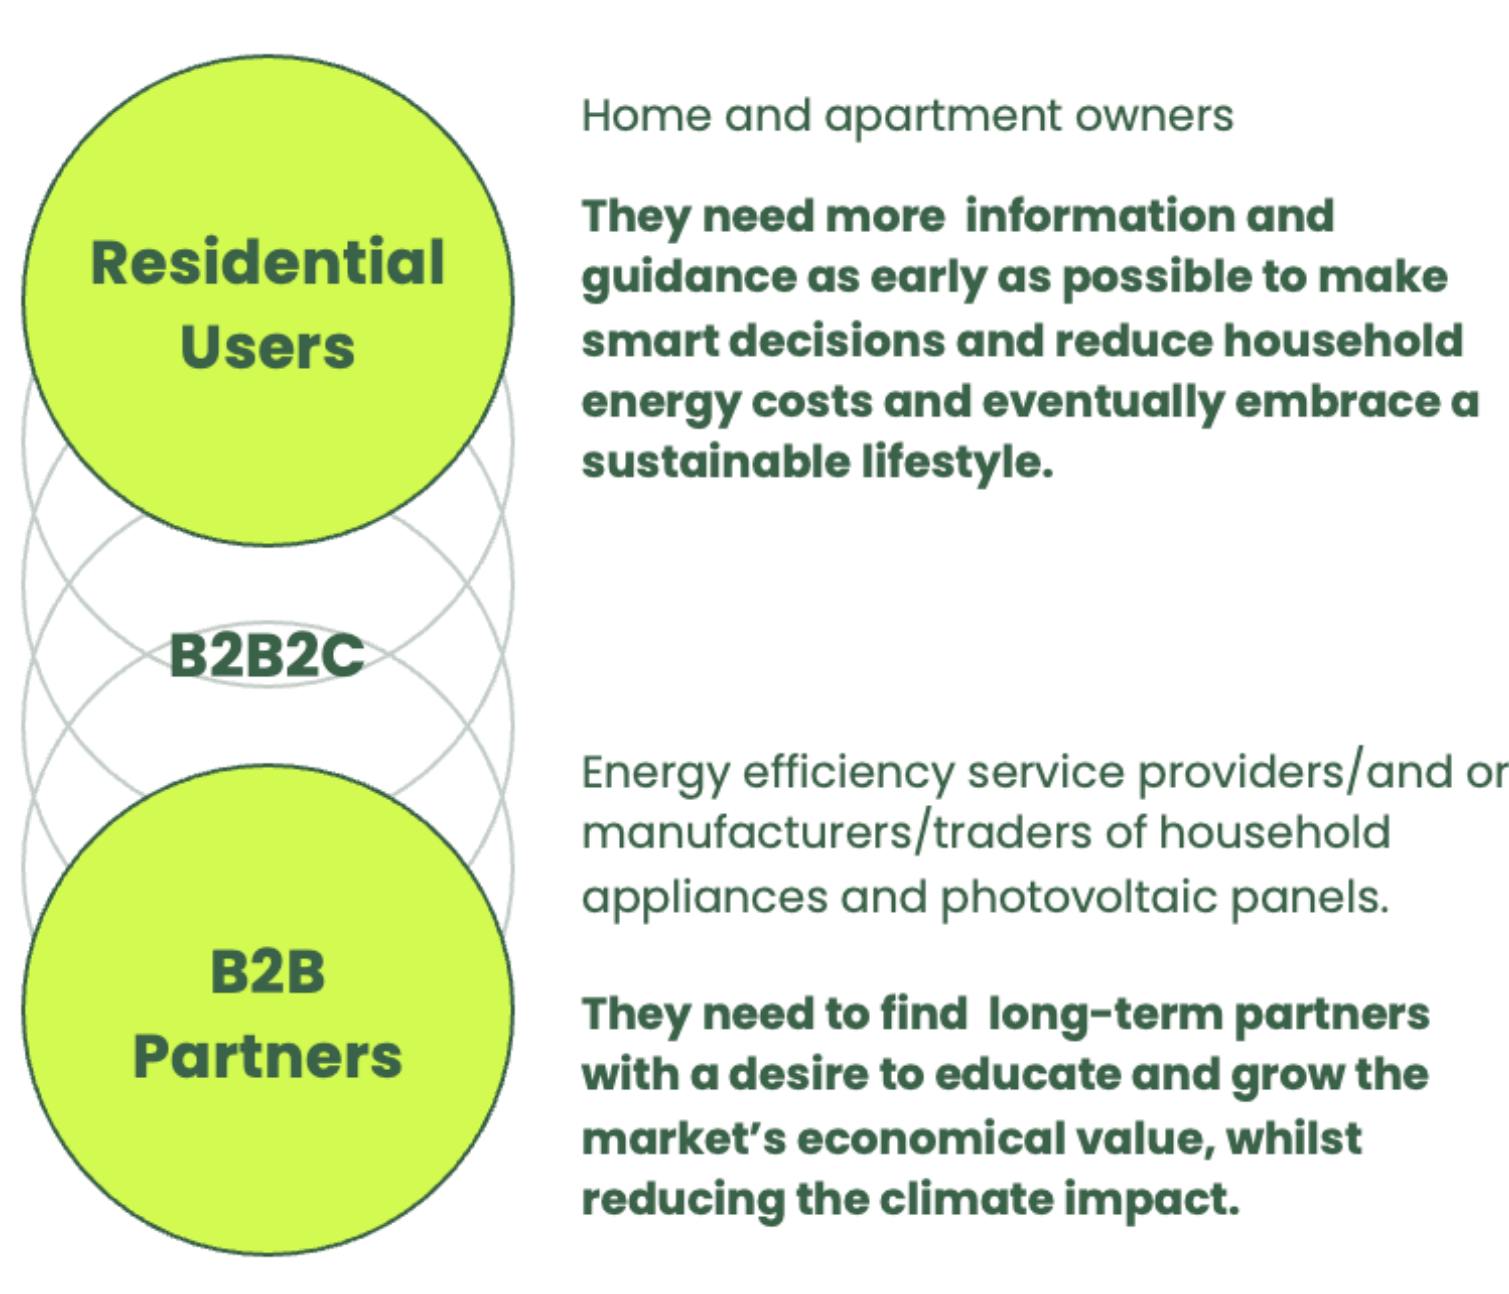 Residential
Users
Home and apartment owners
They need more information and
guidance as early as possible to make
smart decisions and reduce household
energy costs and eventually embrace a
sustainable lifestyle.
B2B2C
B2B
Partners
Energy efficiency service providers/and or
manufacturers/traders of household
appliances and photovoltaic panels.
They need to find long-term partners
with a desire to educate and grow the
market’s economical value, whilst
reducing the climate impact.